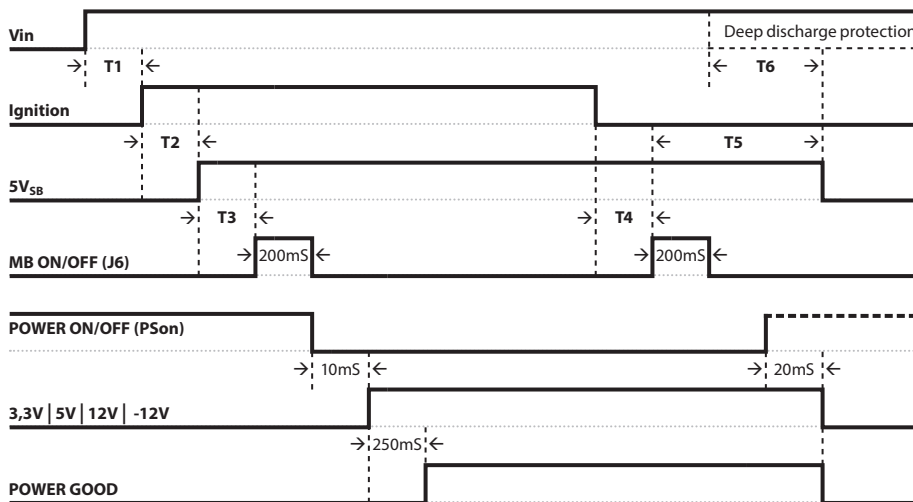 Vin
Deep discharge protection
T1
T6
Ignition
T2
T5
5VSB
T3
T4
MB ON/OFF (J6)
200mS
200mS
POWER ON/OFF (PSon)
10mS
20mS
3,3V | 5V | 12V | -12V
250mS
POWER GOOD